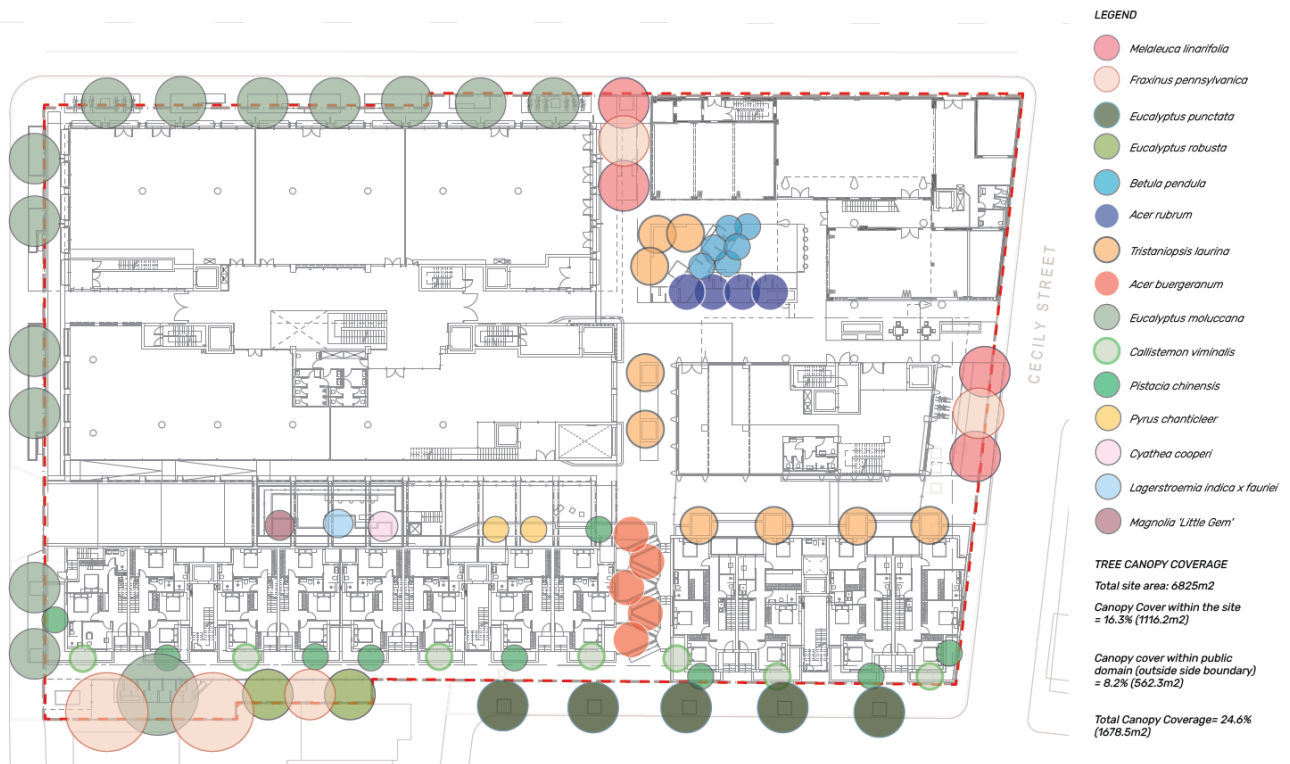 LEGEND
Melaleuca linarifolia
Fraxinus pennsylvanica
Eucalyptus punctata
Eucalyptus robusta
Betula pendula
Acer rubrum
Tristaniopsis laurina
Acer buergeranum
Eucalyptus moluccana
Callistemon viminalis
Pistacia chinensis
Pyrus chanticleer
Cyathea cooperi
Lagerstroemia indica x fauriei
Magnolia 'Little Gem'
TREE CANOPY COVERAGE
Total site area: 6825m2
Canopy Cover within the site
= 16.3% (1116.2m2)
Canopy cover within public
domain (outside side boundary)
= 8.2% (562.3m2)
Total Canopy Coverage= 24.6%
(1678.5m2)
CECILY STREET